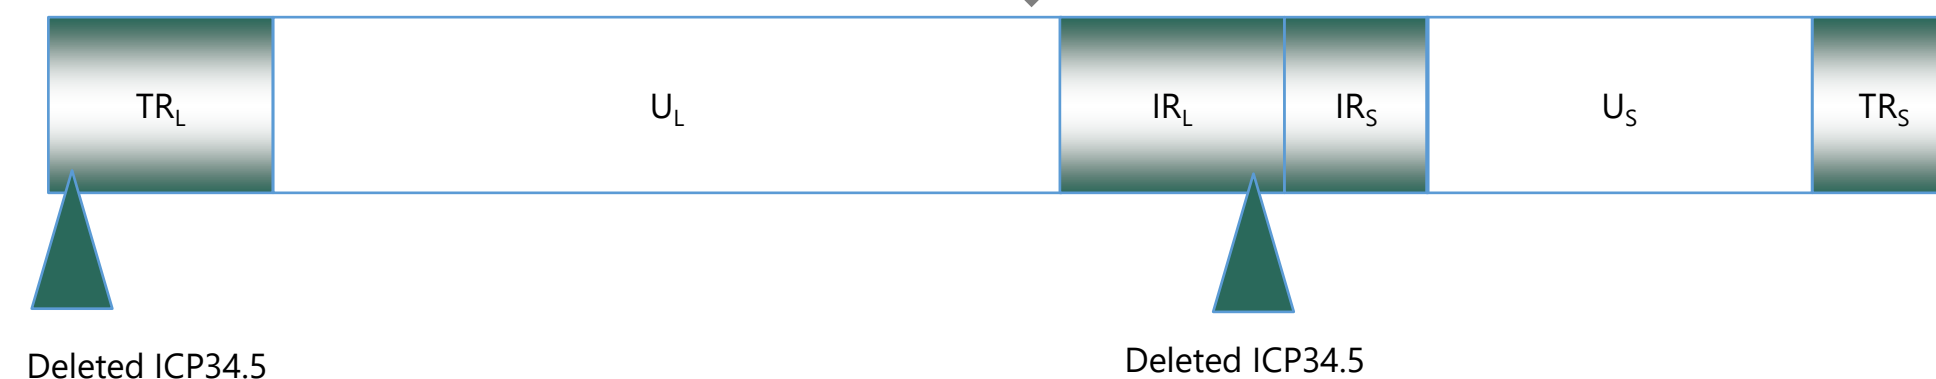 TRL UL IRL IRS US TRS
Deleted ICP34.5 Deleted ICP34.5